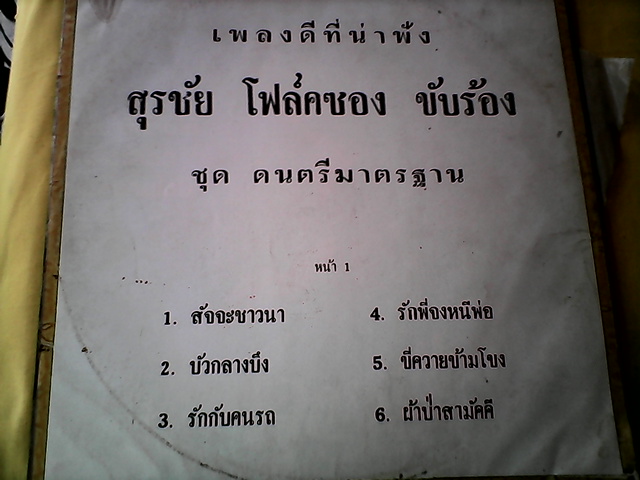 เพลงดีที่น่าฟัง
สุรชัย โฟล์คซอง ขับร้อง
ชุด ดนตรีมาตรฐาน
หน้า 1
1. สัจจะชาวนา
2. บัวกลางบึง
3. รักกับคนรถ
4. รักพี่จงหนีพ่อ
5. ขี่ควายข้ามโขง
6. ผ้าป่าสามัคคี